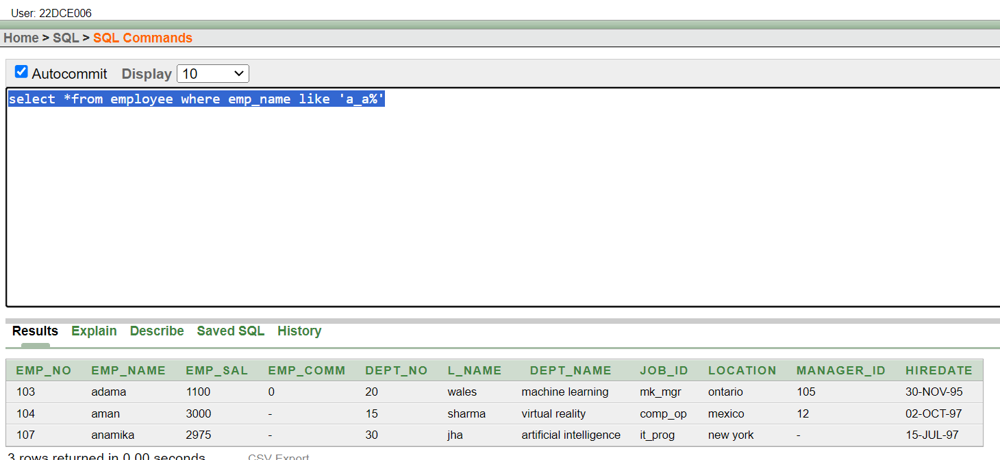 User: 22DCE006
Home > SQL > SQL Commands
Autocommit Display 10
select *from employee where emp_name like 'a_a%'
Results Explain Describe Saved SQL History
EMP_NO EMP_NAME EMP_SAL EMP_COMM DEPT_NO L_NAME DEPT_NAME JOB_ID LOCATION MANAGER_ID HIREDATE
103 adama 1100 0 20 wales machine learning mk_mgr ontario 105 30-NOV-95
104 aman 3000 - 15 sharma virtual reality comp_op mexico 12 02-OCT-97
107 anamika 2975 - 30 jha artificial intelligence it_prog new york - 15-JUL-97
3 rows returned in 0.00 seconds CSV Export